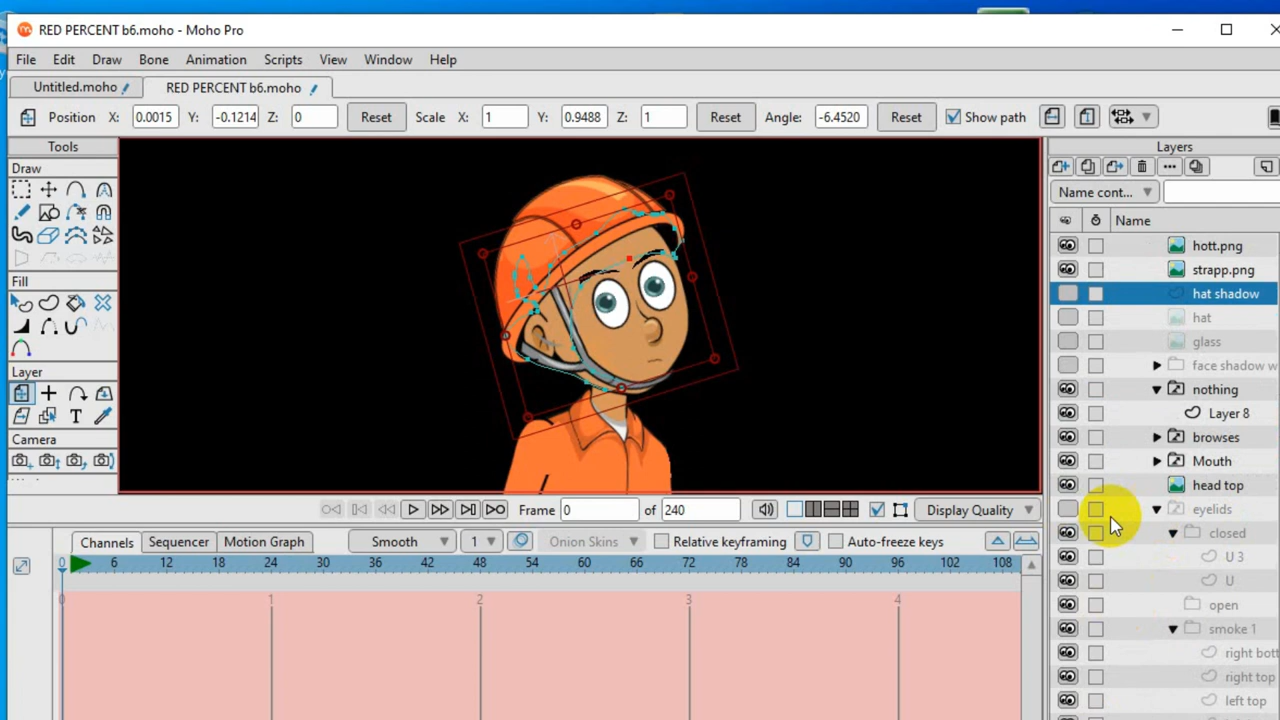 RED PERCENT b6.moho - Moho Pro
File Edit Draw Bone Animation Scripts View Window Help
Untitled.moho RED PERCENT b6.moho
Position X: 0.0015 Y: -0.1214 Z: 0 Reset Scale X: 1 Y: 0.9488 Z: 1 Reset Angle: -6.4520 Reset Show path
Tools
Draw
Fill
Layer
T
Camera
Layers
Name cont...
Name
hott.png
strapp.png
hat shadow
hat
glass
face shadow w
nothing
Layer 8
browses
Mouth
head top
eyelids
closed
U 3
U
open
smoke 1
right bott
right top
left top
Frame 0 of 240 Display Quality
Channels Sequencer Motion Graph Smooth 1 Onion Skins Relative keyframing Auto-freeze keys
0 6 12 18 24 30 36 42 48 54 60 66 72 78 84 90 96 102 108
0 1 2 3 4